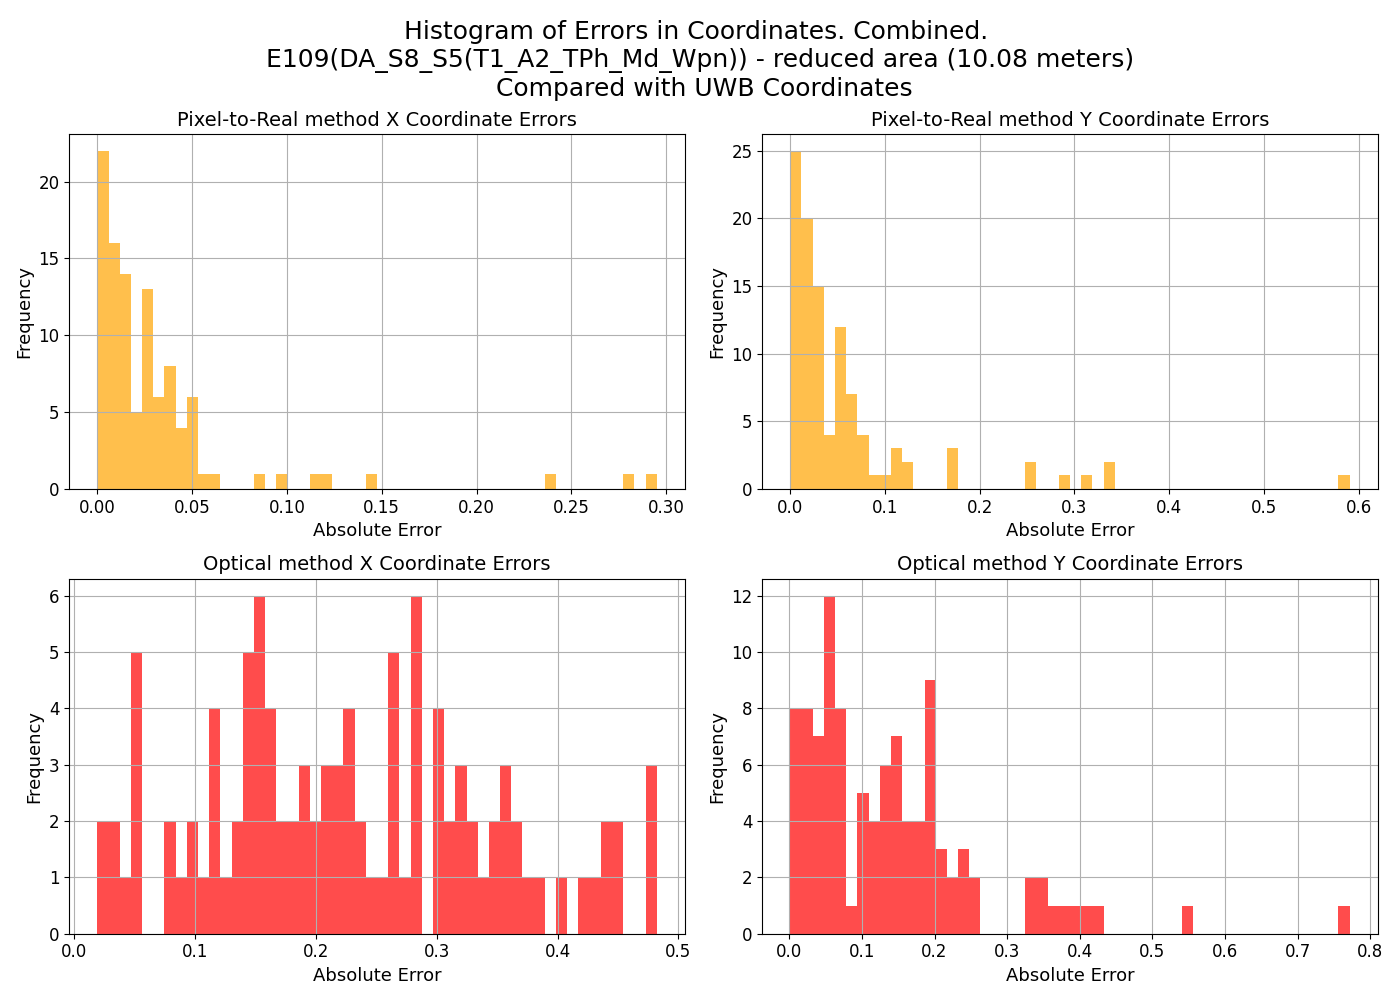 Histogram of Errors in Coordinates. Combined.
E109(DA_S8_S5(T1_A2_TPh_Md_Wpn)) - reduced area (10.08 meters)
Compared with UWB Coordinates
Pixel-to-Real method X Coordinate Errors
Frequency
20
15
10
5
0
0.00 0.05 0.10 0.15 0.20 0.25 0.30
Absolute Error
Pixel-to-Real method Y Coordinate Errors
Frequency
25
20
15
10
5
0
0.0 0.1 0.2 0.3 0.4 0.5 0.6
Absolute Error
Optical method X Coordinate Errors
Frequency
6
5
4
3
2
1
0
0.0 0.1 0.2 0.3 0.4 0.5
Absolute Error
Optical method Y Coordinate Errors
Frequency
12
10
8
6
4
2
0
0.0 0.1 0.2 0.3 0.4 0.5 0.6 0.7 0.8
Absolute Error